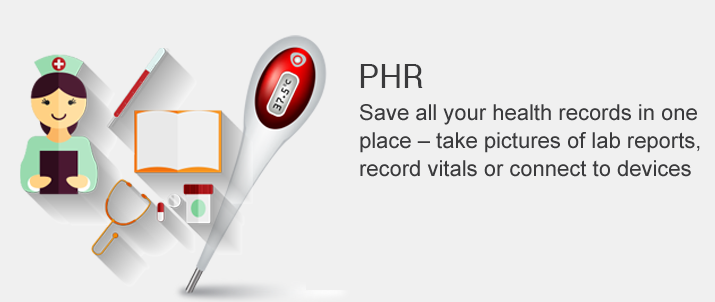 37.5°C
PHR
Save all your health records in one
place – take pictures of lab reports,
record vitals or connect to devices